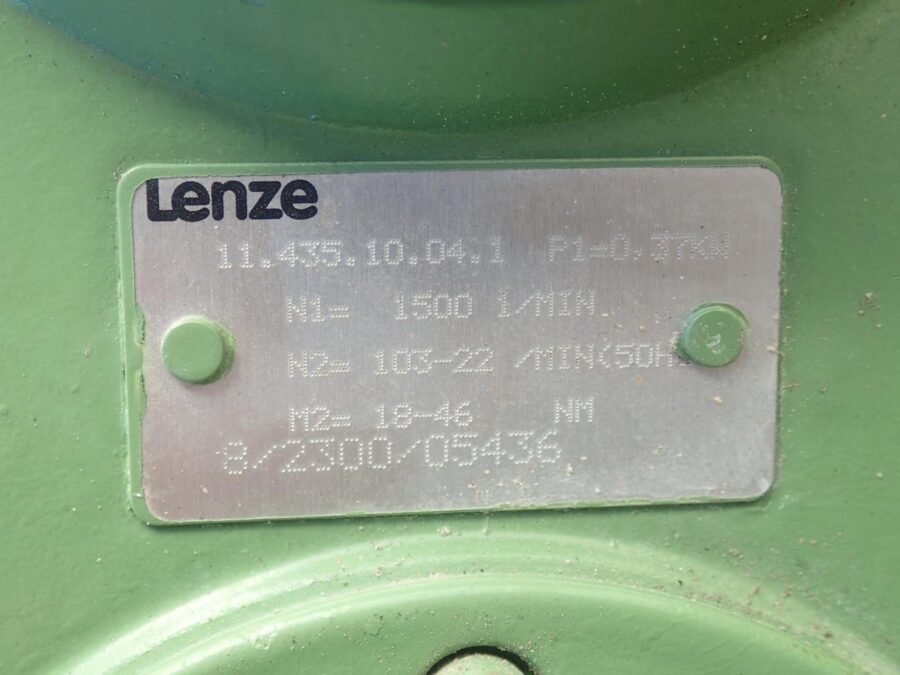 Lenze
11.435.10.04.1 P1=0,37KW
N1= 1500 1/MIN
N2= 103-22 /MIN(50H
M2= 18-46 NM
8/2300/05436